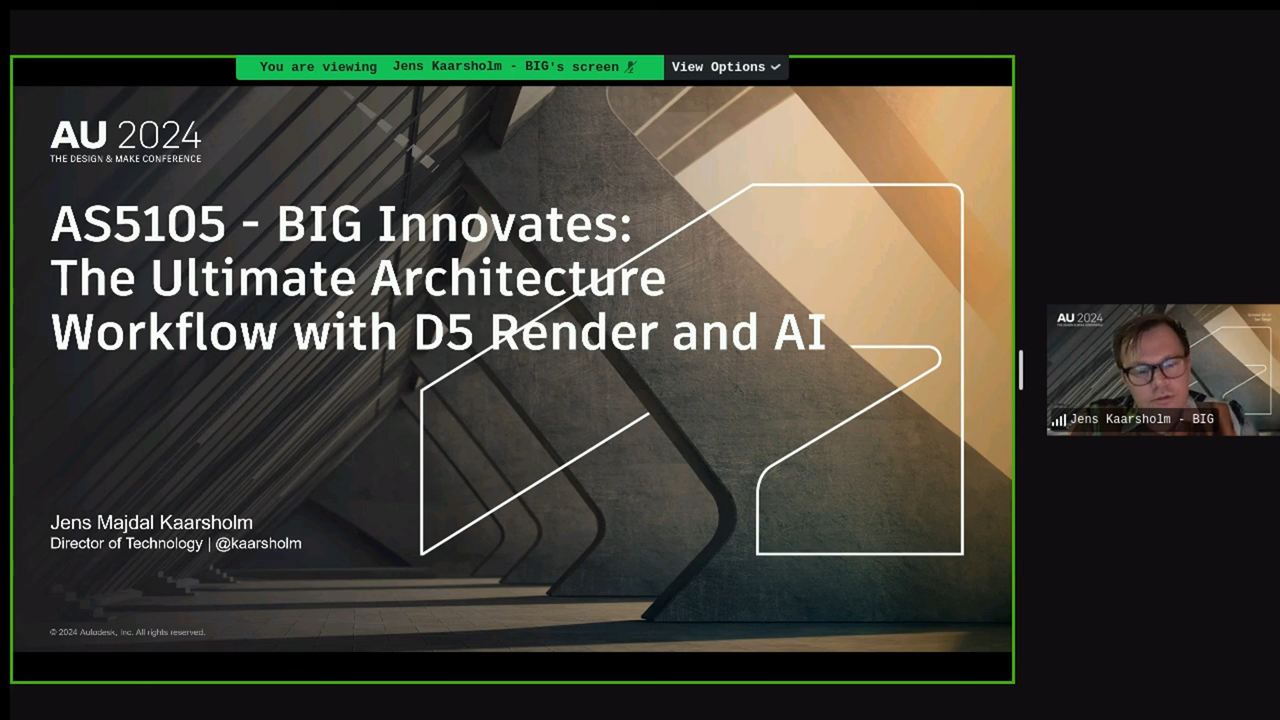 You are viewing Jens Kaarsholm - BIG's screen View Options
AU 2024
THE DESIGN & MAKE CONFERENCE
AS5105 - BIG Innovates:
The Ultimate Architecture
Workflow with D5 Render and AI
Jens Majdal Kaarsholm
Director of Technology | @kaarsholm
© 2024 Autodesk, Inc. All rights reserved.
AU 2024
Jens Kaarsholm - BIG